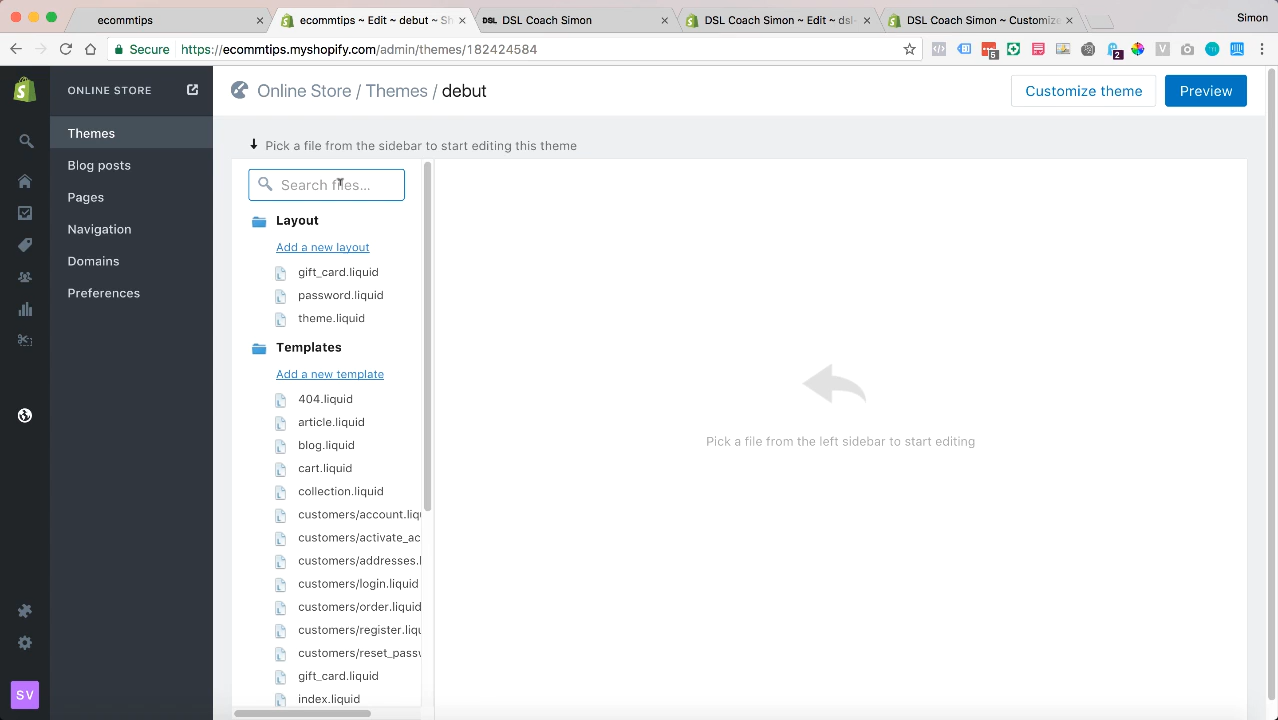 ecommtips
ecommtips ~ Edit ~ debut ~ Sh
DSL Coach Simon
DSL Coach Simon ~ Edit ~ dsl-
DSL Coach Simon ~ Customize
Simon
Secure
https://ecommtips.myshopify.com/admin/themes/182424584
5
2
ONLINE STORE
Online Store / Themes / debut
Customize theme
Preview
Themes
Blog posts
Pages
Navigation
Domains
Preferences
SV
Pick a file from the sidebar to start editing this theme
Search files...
Layout
Add a new layout
gift_card.liquid
password.liquid
theme.liquid
Templates
Add a new template
404.liquid
article.liquid
blog.liquid
cart.liquid
collection.liquid
customers/account.liqu
customers/activate_ac
customers/addresses.l
customers/login.liquid
customers/order.liquid
customers/register.liqu
customers/reset_passw
gift_card.liquid
index.liquid
Pick a file from the left sidebar to start editing